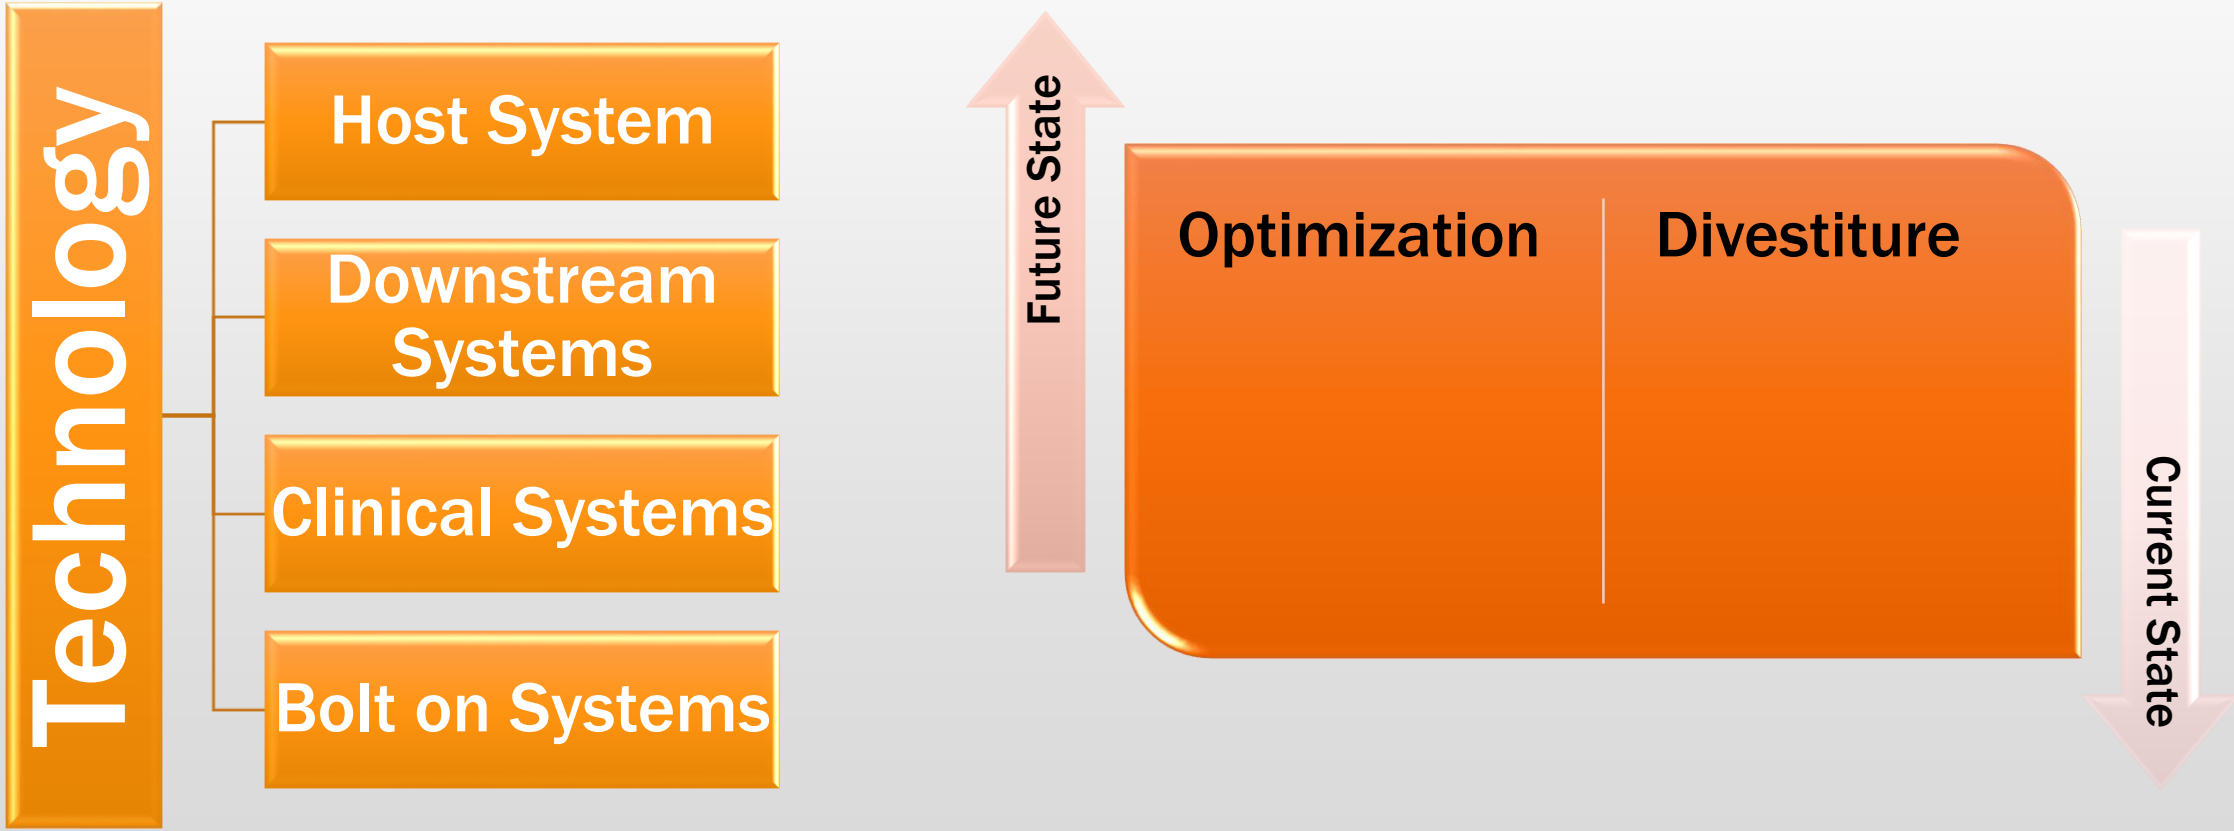 Technology
Host System
Downstream
Systems
Clinical Systems
Bolt on Systems
Future State
Optimization
Divestiture
Current State